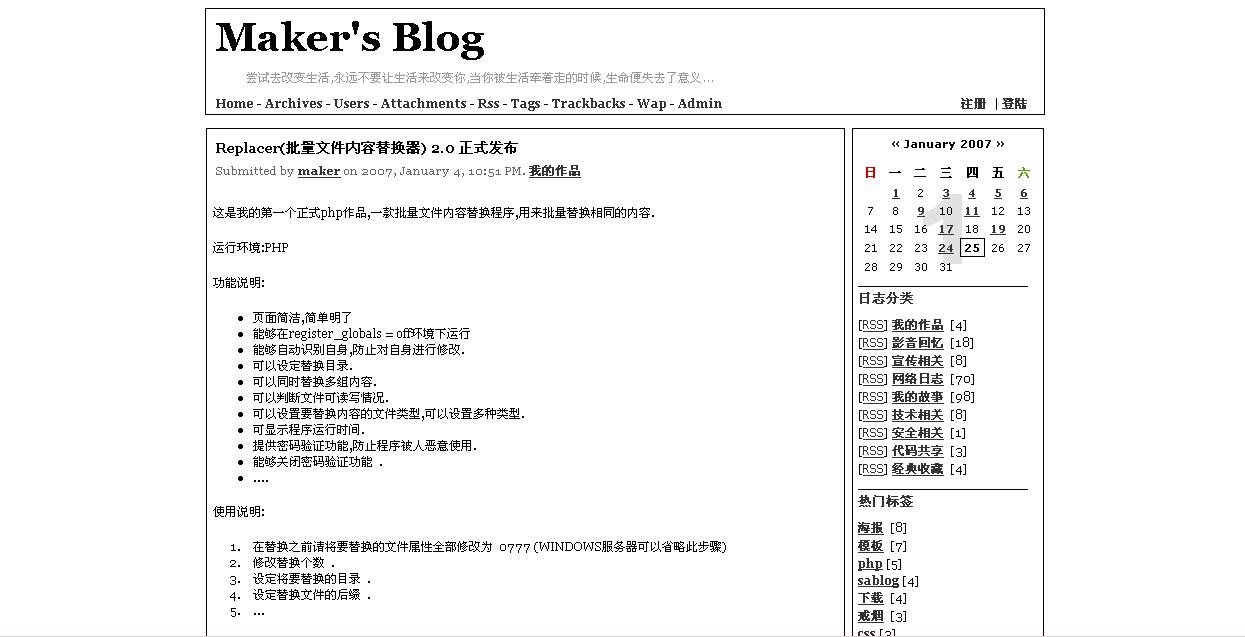 Maker's Blog
尝试去改变生活,永远不要让生活来改变你,当你被生活牵着走的时候,生命便失去了意义...
Home - Archives - Users - Attachments - Rss - Tags - Trackbacks - Wap - Admin
注册 | 登陆
Replacer(批量文件内容替换器) 2.0 正式发布
Submitted by maker on 2007, January 4, 10:51 PM. 我的作品
这是我的第一个正式php作品,一款批量文件内容替换程序,用来批量替换相同的内容.
运行环境:PHP
功能说明:
• 页面简洁,简单明了
• 能够在register_globals = off环境下运行
• 能够自动识别自身,防止对自身进行修改.
• 可以设定替换目录.
• 可以同时替换多组内容.
• 可以判断文件可读写情况.
• 可以设置要替换内容的文件类型,可以设置多种类型.
• 可显示程序运行时间.
• 提供密码验证功能,防止程序被人恶意使用.
• 能够关闭密码验证功能 .
• ....
使用说明:
1. 在替换之前请将要替换的文件属性全部修改为 0777 (WINDOWS服务器可以省略此步骤)
2. 修改替换个数 .
3. 设定将要替换的目录 .
4. 设定替换文件的后缀 .
5. ...
« January 2007 »
日 一 二 三 四 五 六
1 2 3 4 5 6
7 8 9 10 11 12 13
14 15 16 17 18 19 20
21 22 23 24 25 26 27
28 29 30 31
1
日志分类
[RSS] 我的作品 [4]
[RSS] 影音回忆 [18]
[RSS] 宣传相关 [8]
[RSS] 网络日志 [70]
[RSS] 我的故事 [98]
[RSS] 技术相关 [8]
[RSS] 安全相关 [1]
[RSS] 代码共享 [3]
[RSS] 经典收藏 [4]
热门标签
海报 [8]
模板 [7]
php [5]
sablog [4]
下载 [4]
戒烟 [3]
css [3]